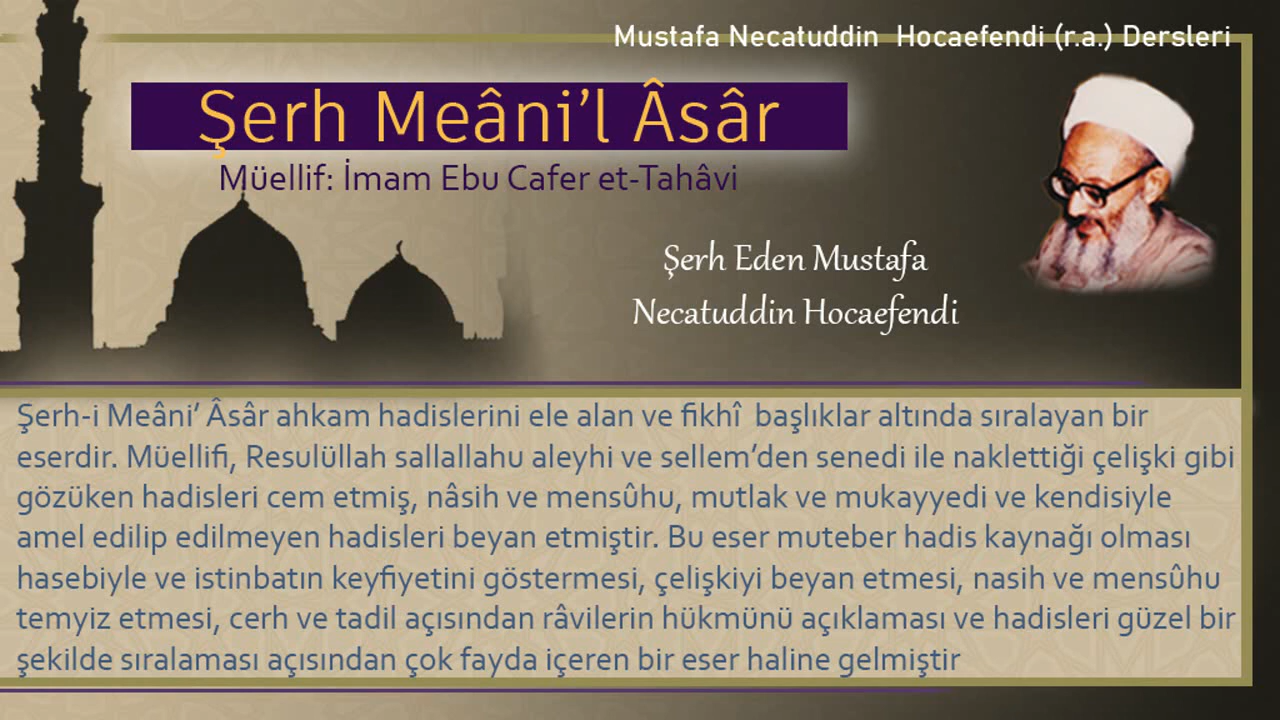 Mustafa Necatuddin Hocaefendi (r.a.) Dersleri
Şerh Meâni’l Âsâr
Müellif: İmam Ebu Cafer et-Tahâvi
Şerh Eden Mustafa
Necatuddin Hocaefendi
Şerh-i Meâni’ Âsâr ahkam hadislerini ele alan ve fikhî başlıklar altında sıralayan bir
eserdir. Müellifi, Resulüllah sallallahu aleyhi ve sellem’den senedi ile naklettiği çelişki gibi
gözüken hadisleri cem etmiş, nâsih ve mensûhu, mutlak ve mukayyedi ve kendisiyle
amel edilip edilmeyen hadisleri beyan etmiştir. Bu eser muteber hadis kaynağı olması
hasebiyle ve istinbatın keyfiyetini göstermesi, çelişkiyi beyan etmesi, nasih ve mensûhu
temyiz etmesi, cerh ve tadil açısından râvilerin hükmünü açıklaması ve hadisleri güzel bir
şekilde sıralaması açısından çok fayda içeren bir eser haline gelmiştir